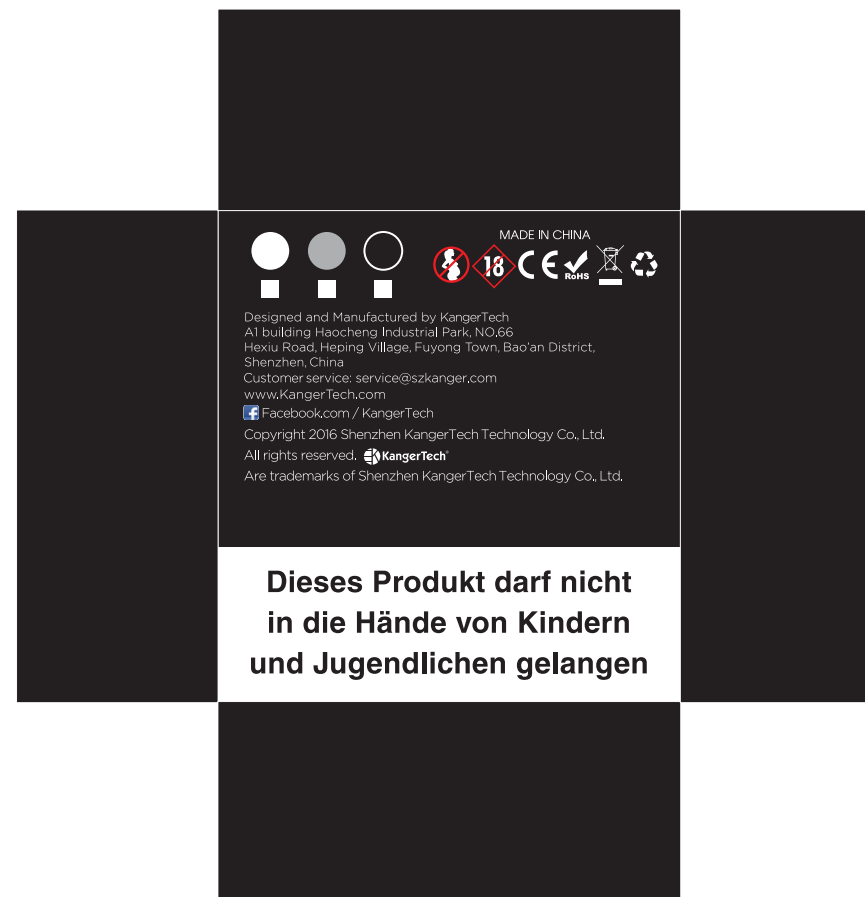 MADE IN CHINA
18
CE
RoHS
Designed and Manufactured by KangerTech
A1 building Haocheng Industrial Park, NO.66
Hexiu Road, Heping Village, Fuyong Town, Bao'an District,
Shenzhen, China
Customer service: service@szkanger.com
www.KangerTech.com
Facebook.com / KangerTech
Copyright 2016 Shenzhen KangerTech Technology Co., Ltd.
All rights reserved. KangerTech
Are trademarks of Shenzhen KangerTech Technology Co., Ltd.
Dieses Produkt darf nicht
in die Hände von Kindern
und Jugendlichen gelangen